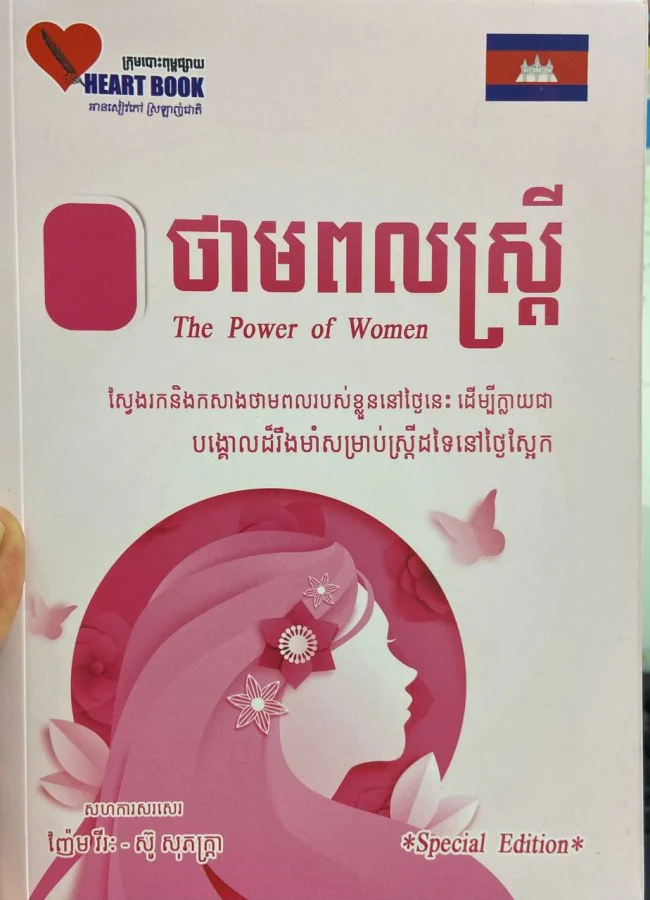 ក្រុមបោះពុម្ពផ្សាយ
HEART BOOK
អានសៀវភៅ ស្រឡាញ់ជាតិ
ថាមពលស្ត្រី
The Power of Women
ស្វែងរកនិងកសាងថាមពលរបស់ខ្លួននៅថ្ងៃនេះ ដើម្បីក្លាយជា
បង្គោលដ៏រឹងមាំសម្រាប់ស្ត្រីដទៃនៅថ្ងៃស្អែក
សហការសរសេរ
ញ៉ែម វីរៈ - ស៊ូ សុភក្ត្រា
*Special Edition*